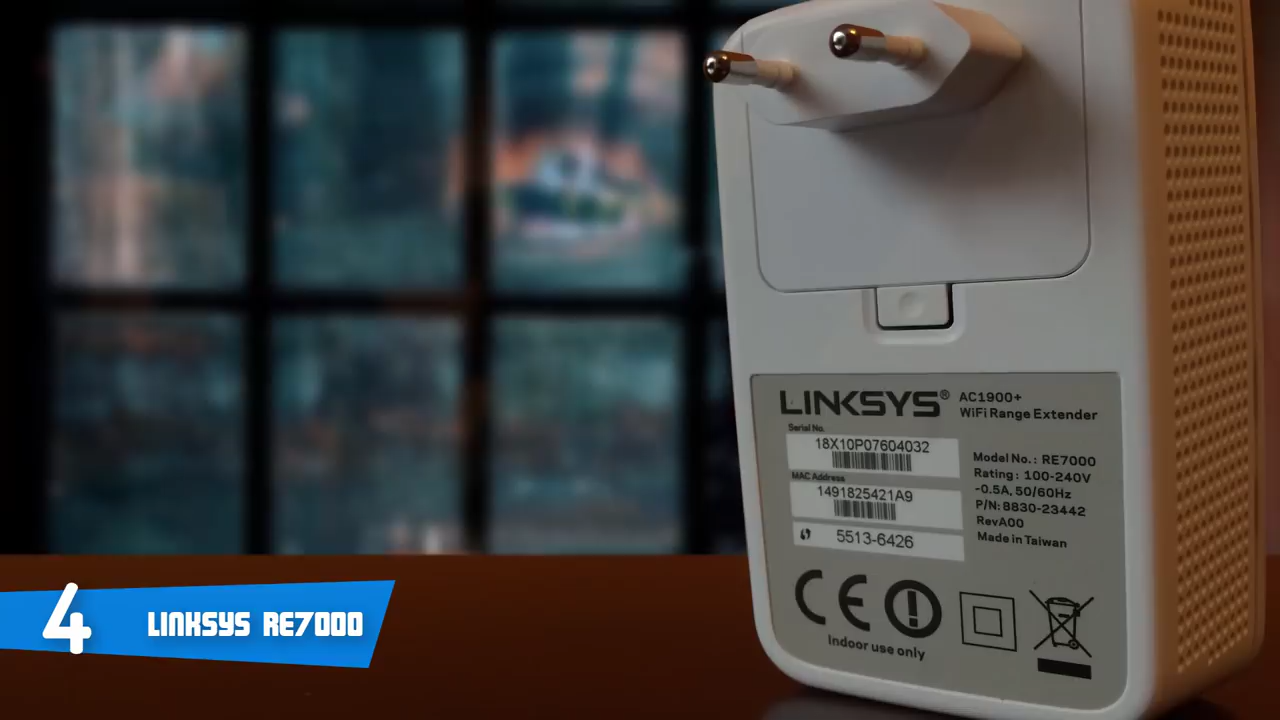 LINKSYS® AC1900+
WiFi Range Extender
Serial No.
18X10P07604032
MAC Address
1491825421A9
5513-6426
Model No.: RE7000
Rating: 100-240V
~0.5A, 50/60Hz
P/N: 8830-23442
RevA00
Made in Taiwan
CE
Indoor use only
4 LINKSYS RE7000